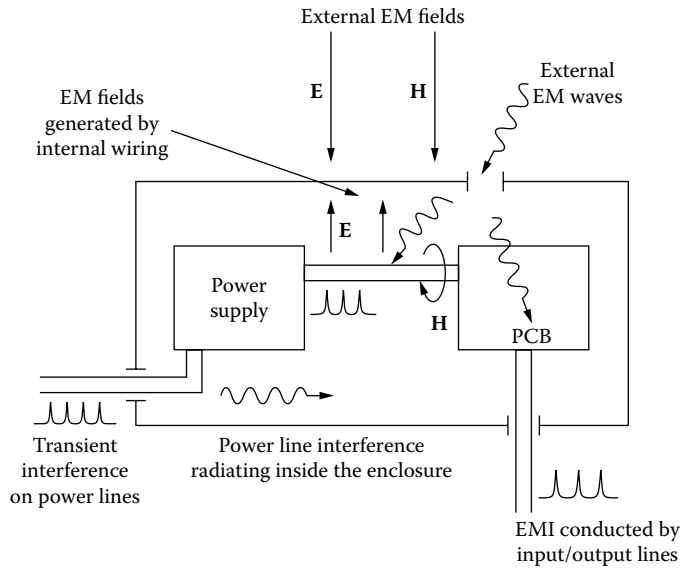 External EM fields
E
H
External
EM waves
EM fields
generated by
internal wiring
E
Power
supply
H
PCB
Transient
interference
on power lines
Power line interference
radiating inside the enclosure
EMI conducted by
input/output lines